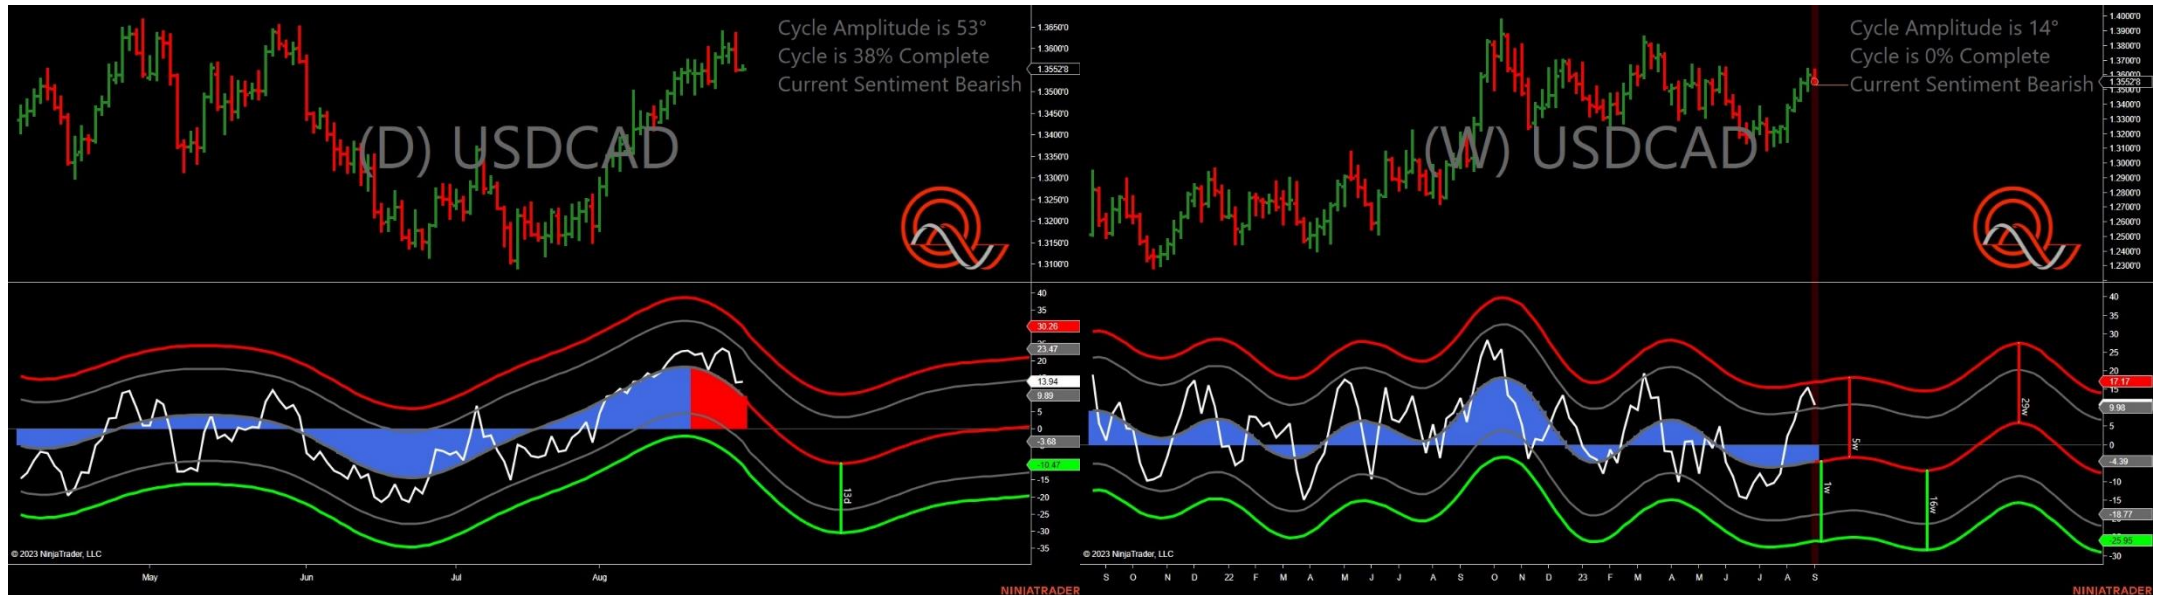 Cycle Amplitude is 53°
Cycle is 38% Complete
Current Sentiment Bearish
(D) USDCAD
1.3650'0
1.3600'0
1.3552'8
1.3500'0
1.3450'0
1.3400'0
1.3350'0
1.3300'0
1.3250'0
1.3200'0
1.3150'0
1.3100'0
40
35
30.26
23.47
20
13.94
9.89
5
0
-3.68
-10.47
-15
-20
-25
-30
-35
13d
© 2023 NinjaTrader, LLC
May
Jun
Jul
Aug
NINJATRADER
Cycle Amplitude is 14°
Cycle is 0% Complete
Current Sentiment Bearish
(W) USDCAD
1.4000'0
1.3900'0
1.3800'0
1.3700'0
1.3552'8
1.3400'0
1.3300'0
1.3200'0
1.3100'0
1.3000'0
1.2900'0
1.2800'0
1.2700'0
1.2600'0
1.2500'0
1.2400'0
1.2300'0
40
35
30
25
20
17.17
9.98
5
0
-4.39
-10
-15
-18.77
-25.95
-30
5w
1w
16w
29w
© 2023 NinjaTrader, LLC
S
O
N
D
22
F
M
A
M
J
J
A
S
O
N
D
23
F
M
A
M
J
J
A
S
NINJATRADER